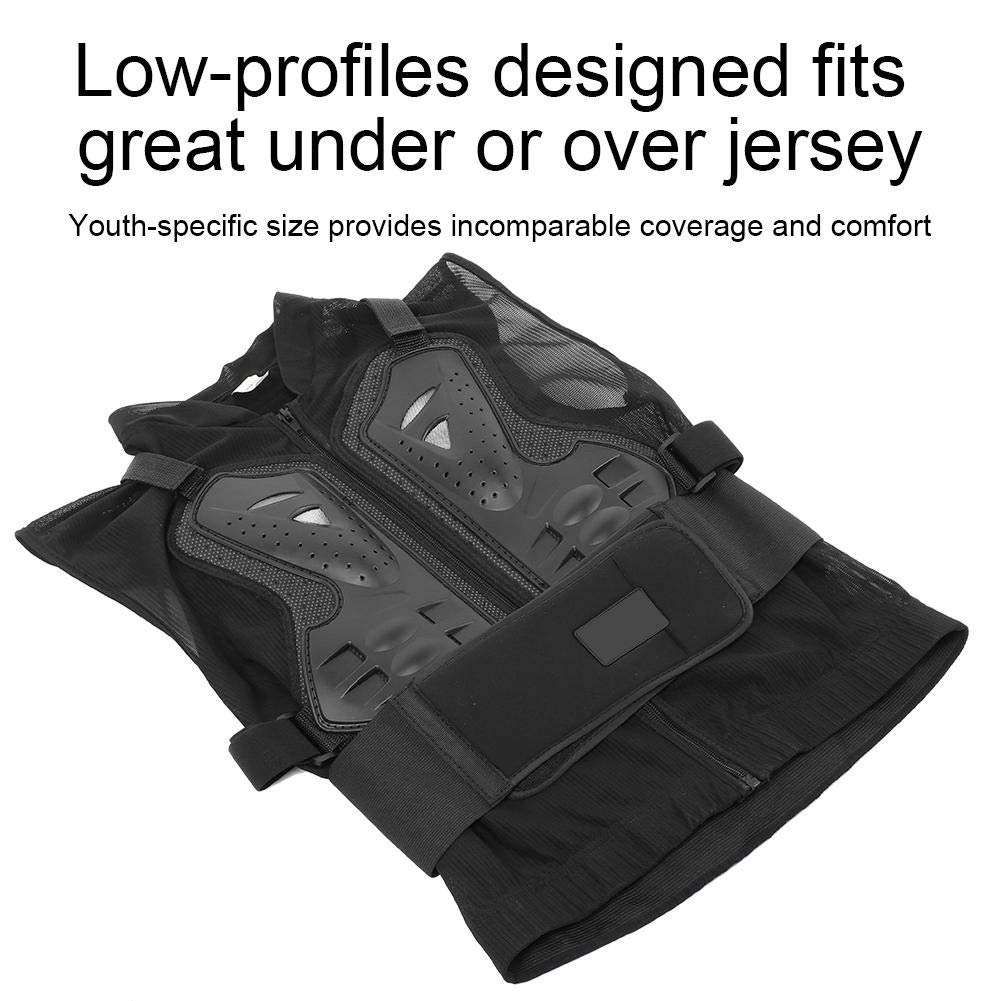 Low-profiles designed fits
great under or over jersey
Youth-specific size provides incomparable coverage and comfort